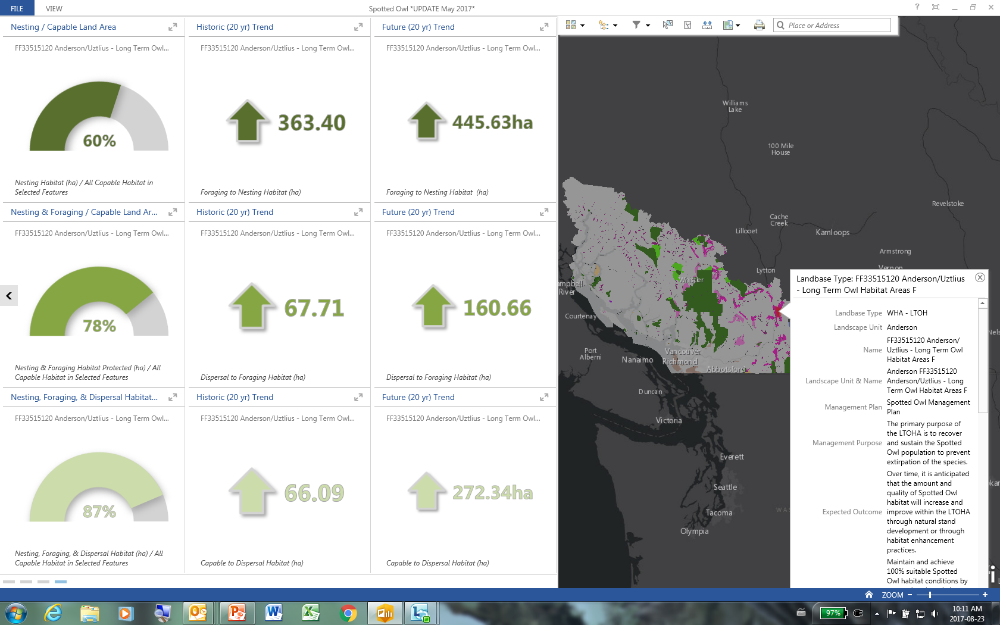 FILE
VIEW
Spotted Owl *UPDATE May 2017*
Nesting / Capable Land Area
FF33515120 Anderson/Uztlius - Long Term Owl...
60%
Nesting Habitat (ha) / All Capable Habitat in
Selected Features
Historic (20 yr) Trend
FF33515120 Anderson/Uztlius - Long Term Owl...
363.40
Foraging to Nesting Habitat (ha)
Future (20 yr) Trend
FF33515120 Anderson/Uztlius - Long Term Owl...
445.63ha
Foraging to Nesting Habitat (ha)
Nesting & Foraging / Capable Land Ar...
FF33515120 Anderson/Uztlius - Long Term Owl...
78%
Nesting & Foraging Habitat Protected (ha) / All
Capable Habitat in Selected Features
Historic (20 yr) Trend
FF33515120 Anderson/Uztlius - Long Term Owl...
67.71
Dispersal to Foraging Habitat (ha)
Future (20 yr) Trend
FF33515120 Anderson/Uztlius - Long Term Owl...
160.66
Dispersal to Foraging Habitat (ha)
Nesting, Foraging, & Dispersal Habitat...
FF33515120 Anderson/Uztlius - Long Term Owl...
87%
Nesting, Foraging, & Dispersal Habitat (ha) / All
Capable Habitat in Selected Features
Historic (20 yr) Trend
FF33515120 Anderson/Uztlius - Long Term Owl...
66.09
Capable to Dispersal Habitat (ha)
Future (20 yr) Trend
FF33515120 Anderson/Uztlius - Long Term Owl...
272.34ha
Capable to Dispersal Habitat (ha)
Place or Address
Williams
Lake
100 Mile
House
Revelstoke
Cache
Creek
Lillooet
Kamloops
Armstrong
Vernon
Lytton
Whistler
ampbell
River
Courtenay
Port
Alberni
Nanaimo
Vancouver
Richmond
Abbotsford
Duncan
Victoria
Everett
Seattle
Tacoma
Olympia
WAS
Nels
kan
Landbase Type: FF33515120 Anderson/Uztlius
- Long Term Owl Habitat Areas F
Landbase Type WHA - LTOH
Landscape Unit Anderson
Name FF33515120 Anderson/
Uztlius - Long Term Owl
Habitat Areas F
Landscape Unit & Name Anderson FF33515120
Anderson/Uztlius - Long
Term Owl Habitat Areas F
Management Plan Spotted Owl Management
Plan
Management Purpose The primary purpose of
the LTOHA is to recover
and sustain the Spotted
Owl population to prevent
extirpation of the species.
Expected Outcome Over time, it is anticipated
that the amount and
quality of Spotted Owl
habitat will increase and
improve within the LTOHA
through natural stand
development or through
habitat enhancement
practices.
Maintain and achieve
100% suitable Spotted
Owl habitat conditions by
ZOOM
97%
10:11 AM
2017-08-23